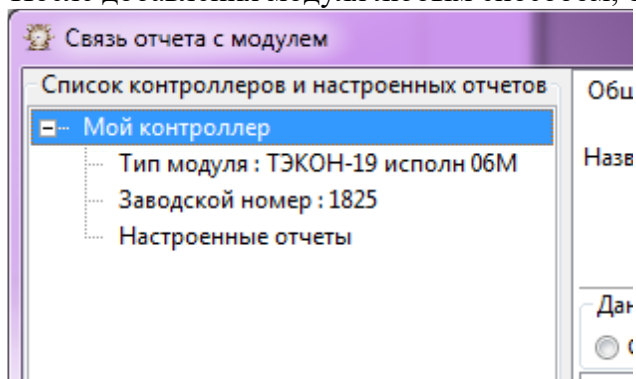 Связь отчета с модулем
Список контроллеров и настроенных отчетов
Мой контроллер
Тип модуля : ТЭКОН-19 исполн 06М
Заводской номер : 1825
Настроенные отчеты